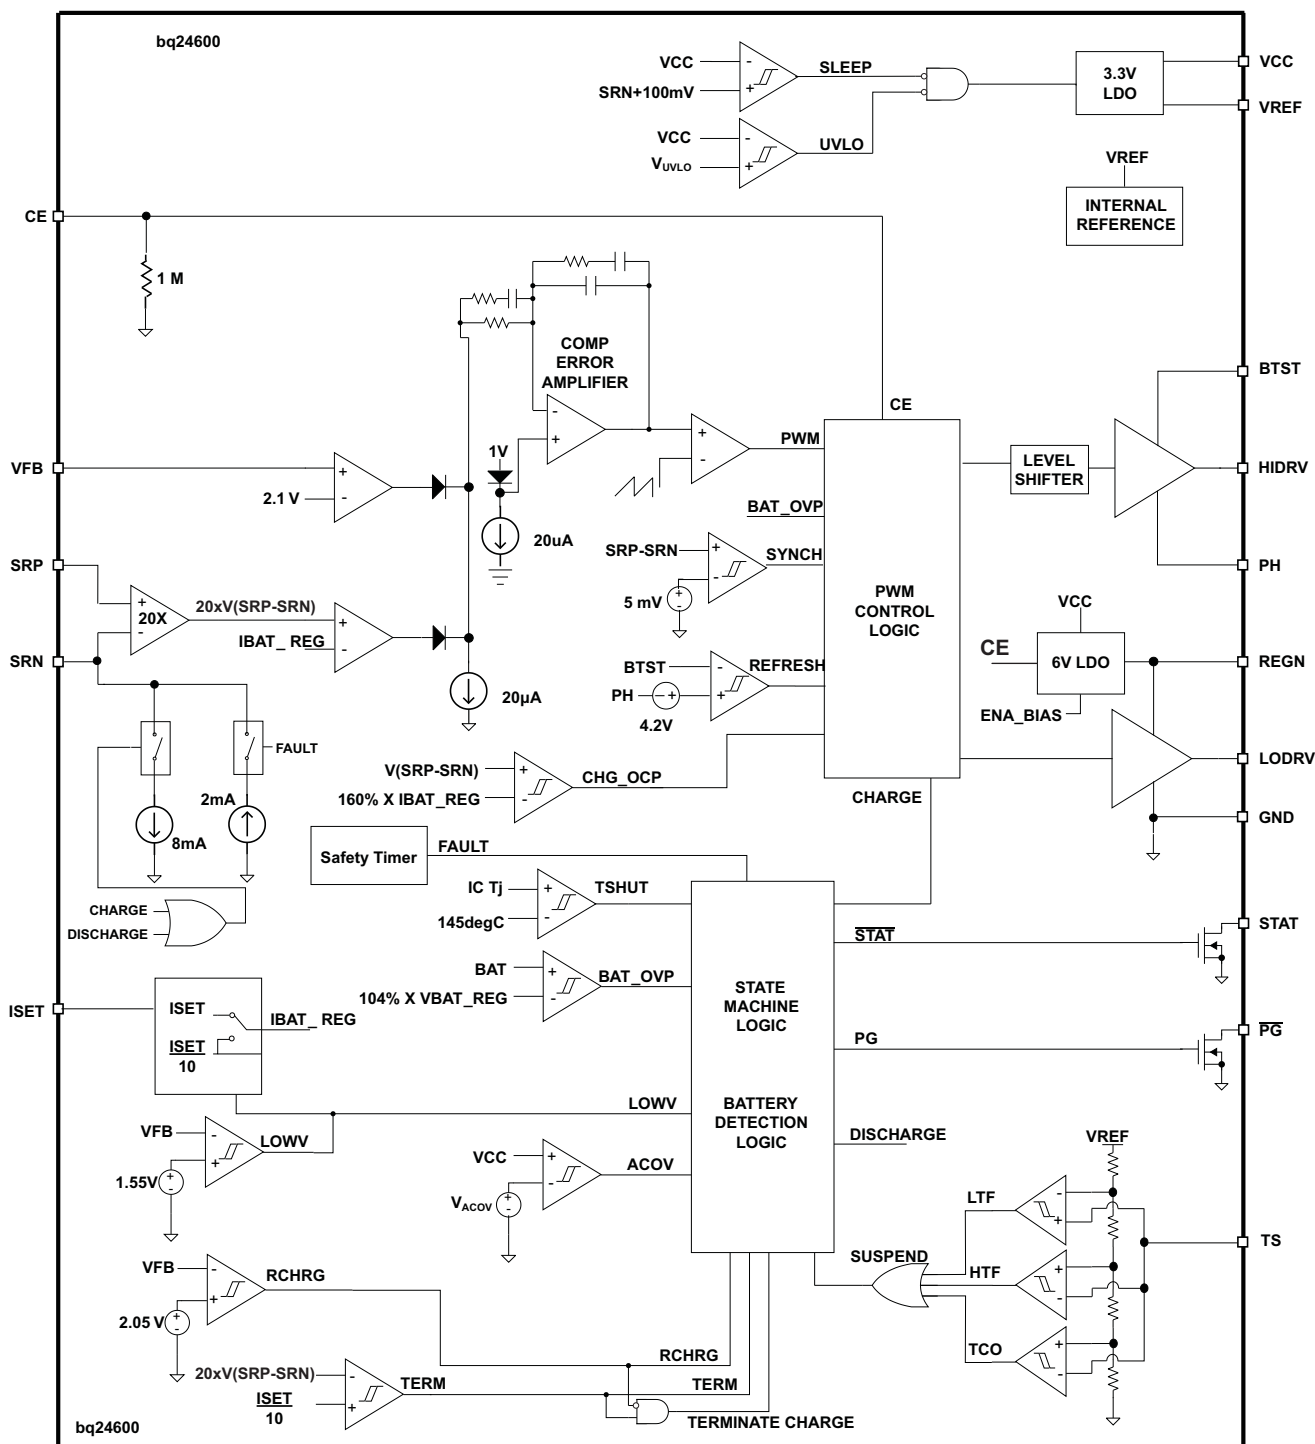 bq24600
VCC
SRN+100mV
SLEEP
VCC
VUVLO
UVLO
3.3V
LDO
VCC
VREF
VREF
INTERNAL
REFERENCE
CE
1 M
COMP
ERROR
AMPLIFIER
1V
20uA
VFB
2.1 V
SRP
20X
20xV(SRP-SRN)
IBAT_ REG
SRN
20µA
PWM
CE
BAT_OVP
SRP-SRN
SYNCH
5 mV
BTST
REFRESH
PH
4.2V
PWM
CONTROL
LOGIC
LEVEL
SHIFTER
BTST
HIDRV
PH
VCC
CE
6V LDO
ENA_BIAS
REGN
LODRV
GND
V(SRP-SRN)
160% X IBAT_REG
CHG_OCP
CHARGE
FAULT
2mA
8mA
CHARGE
DISCHARGE
Safety Timer
FAULT
IC Tj
145degC
TSHUT
BAT
104% X VBAT_REG
BAT_OVP
STATE
MACHINE
LOGIC
BATTERY
DETECTION
LOGIC
STAT
STAT
PG
PG
DISCHARGE
ISET
ISET
ISET
10
IBAT_ REG
LOWV
VFB
LOWV
1.55V
VCC
ACOV
VACOV
VREF
LTF
HTF
TCO
SUSPEND
TS
VFB
RCHRG
2.05 V
RCHRG
20xV(SRP-SRN)
ISET
10
TERM
TERM
TERMINATE CHARGE
bq24600